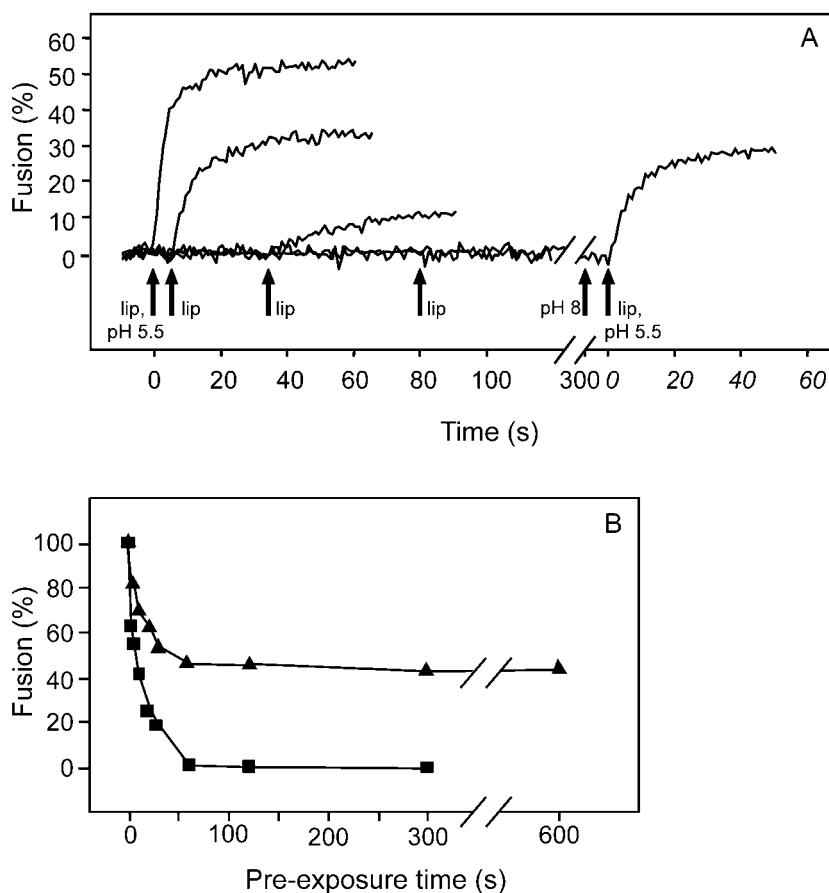 A
Fusion (%)
60
50
40
30
20
10
0
lip, pH 5.5
lip
lip
lip
pH 8
lip, pH 5.5
0 20 40 60 80 100 300 0 20 40 60
Time (s)
B
Fusion (%)
100
80
60
40
20
0
0 100 200 300 600
Pre-exposure time (s)